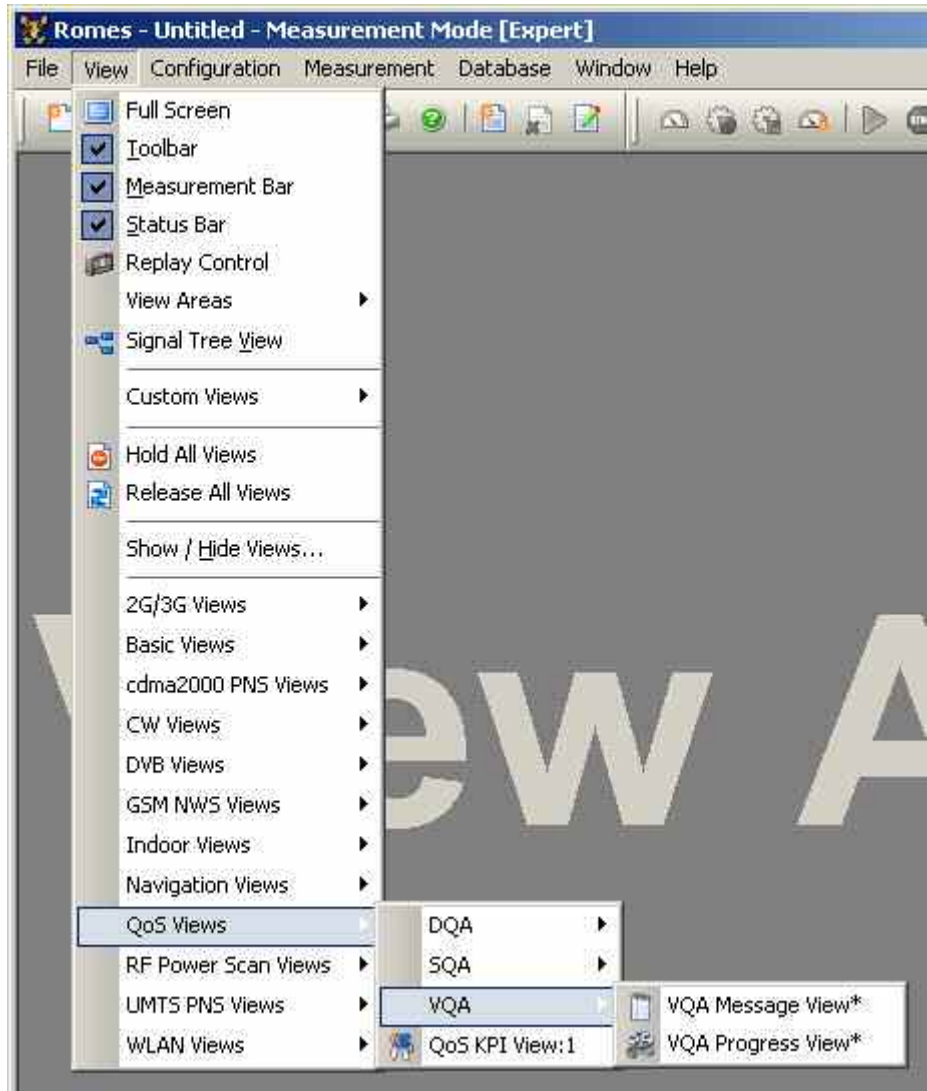 Romes - Untitled - Measurement Mode [Expert]
File View Configuration Measurement Database Window Help
Full Screen
Toolbar
Measurement Bar
Status Bar
Replay Control
View Areas
Signal Tree View
Custom Views
Hold All Views
Release All Views
Show / Hide Views...
2G/3G Views
Basic Views
cdma2000 PNS Views
CW Views
DVB Views
GSM NWS Views
Indoor Views
Navigation Views
QoS Views
RF Power Scan Views
UMTS PNS Views
WLAN Views
DQA
SQA
VQA
QoS KPI View:1
VQA Message View*
VQA Progress View*